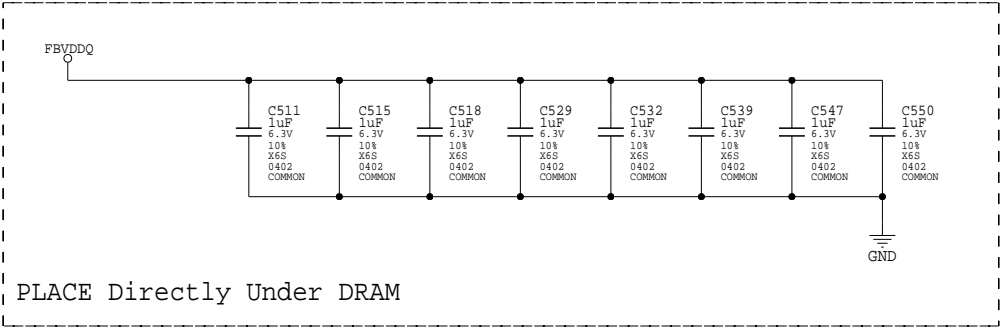 FBVDDQ
C511
1uF
6.3V
10%
X6S
0402
COMMON
C515
1uF
6.3V
10%
X6S
0402
COMMON
C518
1uF
6.3V
10%
X6S
0402
COMMON
C529
1uF
6.3V
10%
X6S
0402
COMMON
C532
1uF
6.3V
10%
X6S
0402
COMMON
C539
1uF
6.3V
10%
X6S
0402
COMMON
C547
1uF
6.3V
10%
X6S
0402
COMMON
C550
1uF
6.3V
10%
X6S
0402
COMMON
GND
PLACE Directly Under DRAM